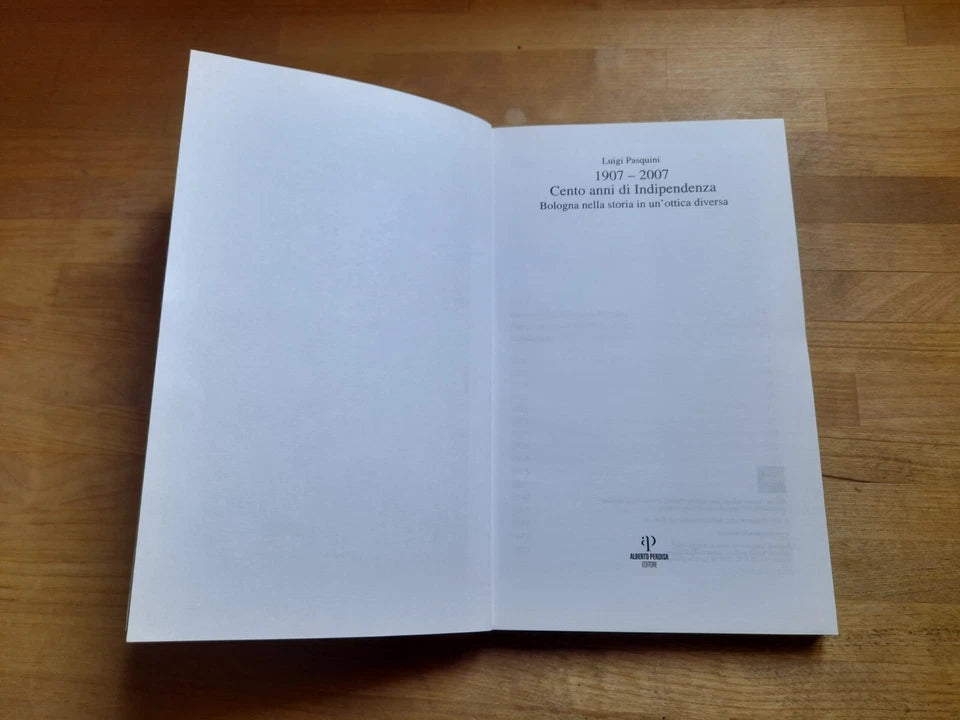 Luigi Pasquini
1907 – 2007
Cento anni di Indipendenza
Bologna nella storia in un'ottica diversa
ap
ALBERTO PERDISA
EDITORE